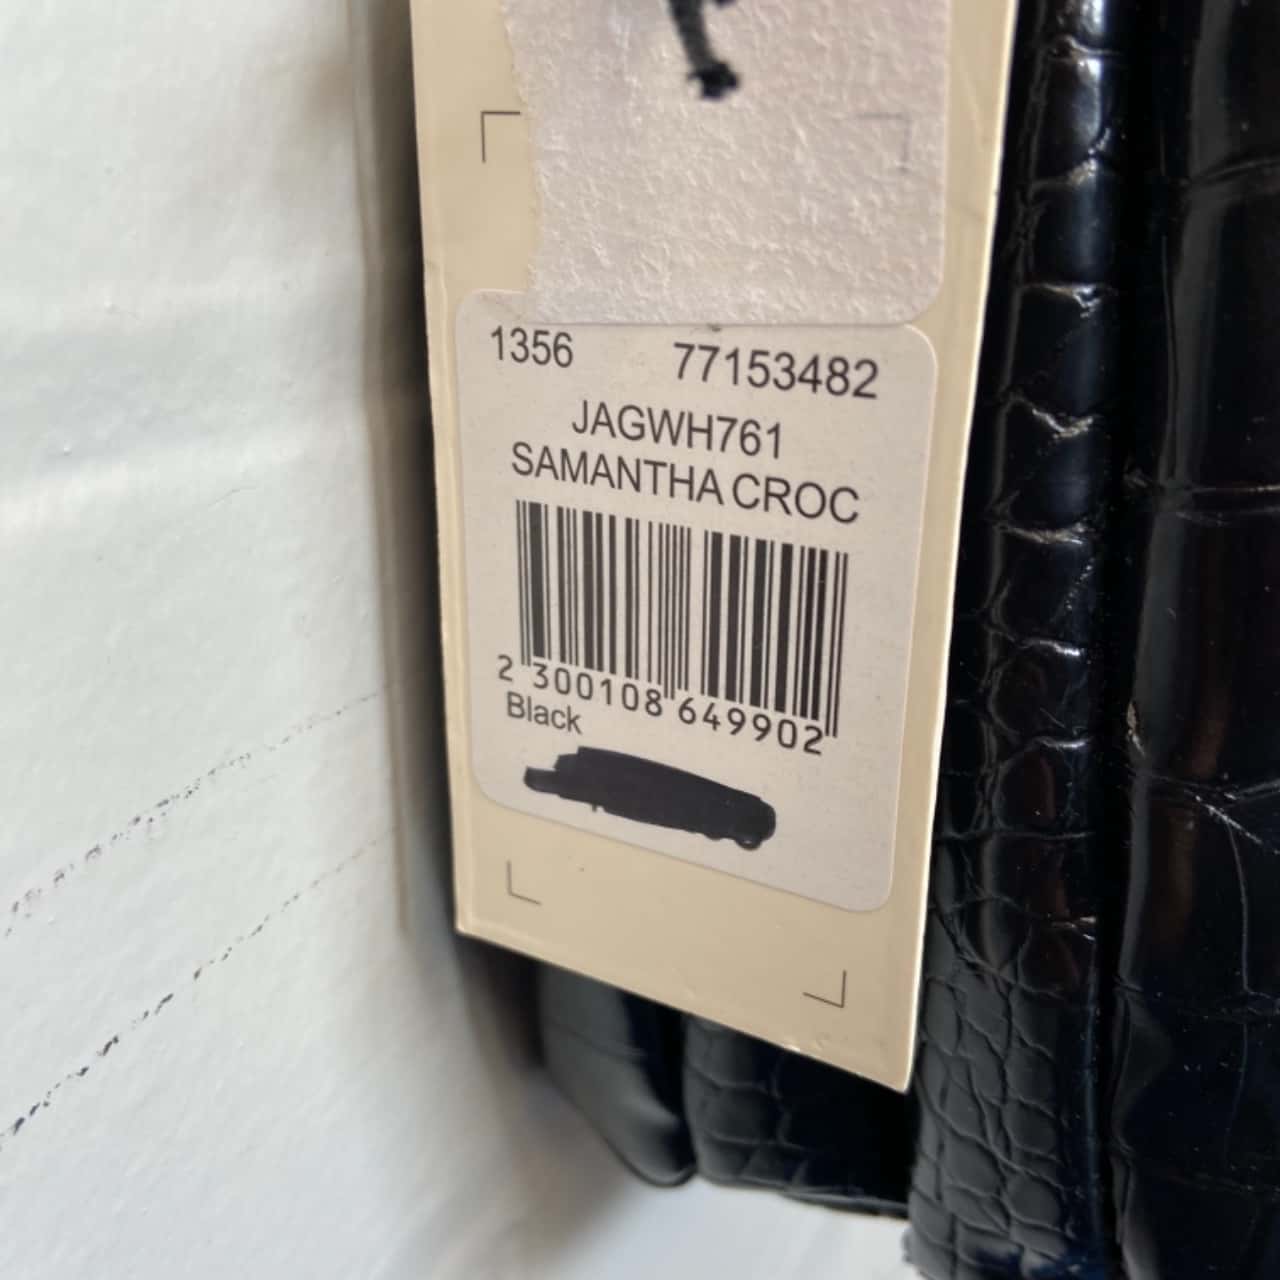 1356 77153482
JAGWH761
SAMANTHA CROC
2 300108 649902
Black